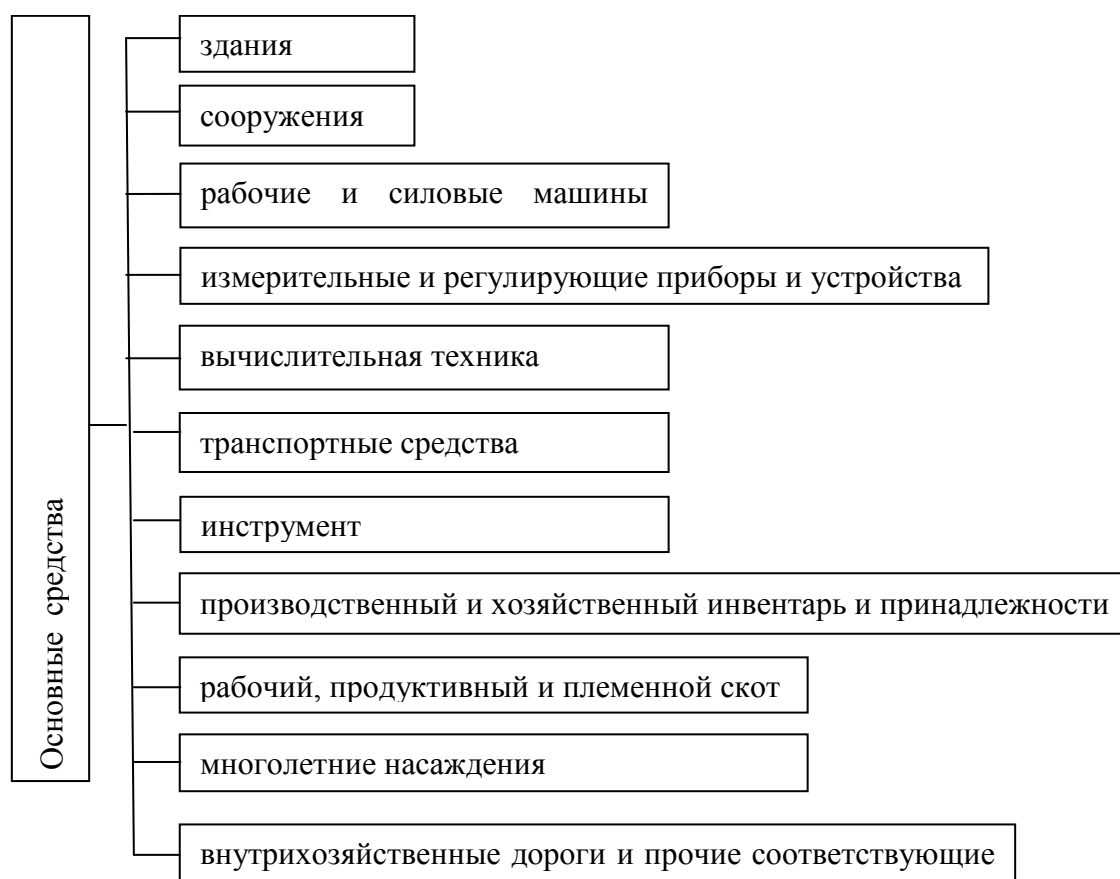 Основные средства
здания
сооружения
рабочие и силовые машины
измерительные и регулирующие приборы и устройства
вычислительная техника
транспортные средства
инструмент
производственный и хозяйственный инвентарь и принадлежности
рабочий, продуктивный и племенной скот
многолетние насаждения
внутрихозяйственные дороги и прочие соответствующие